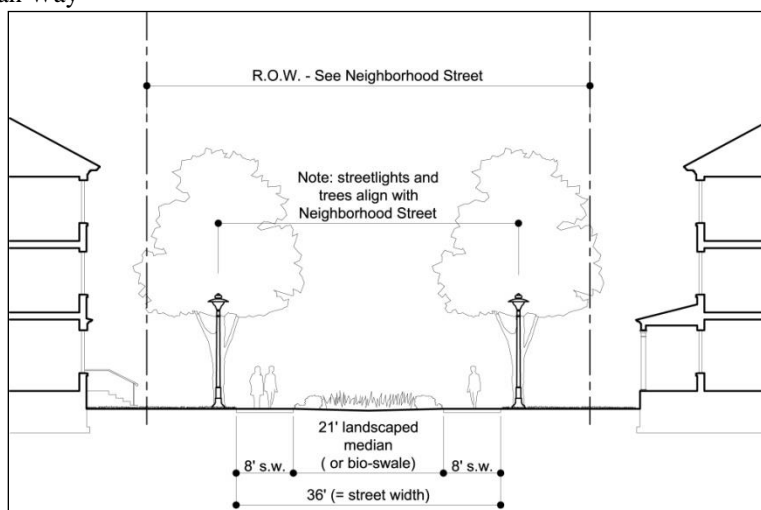 R.O.W. - See Neighborhood Street
Note: streetlights and
trees align with
Neighborhood Street
21' landscaped
median
( or bio-swale)
8' s.w.
8' s.w.
36' (= street width)